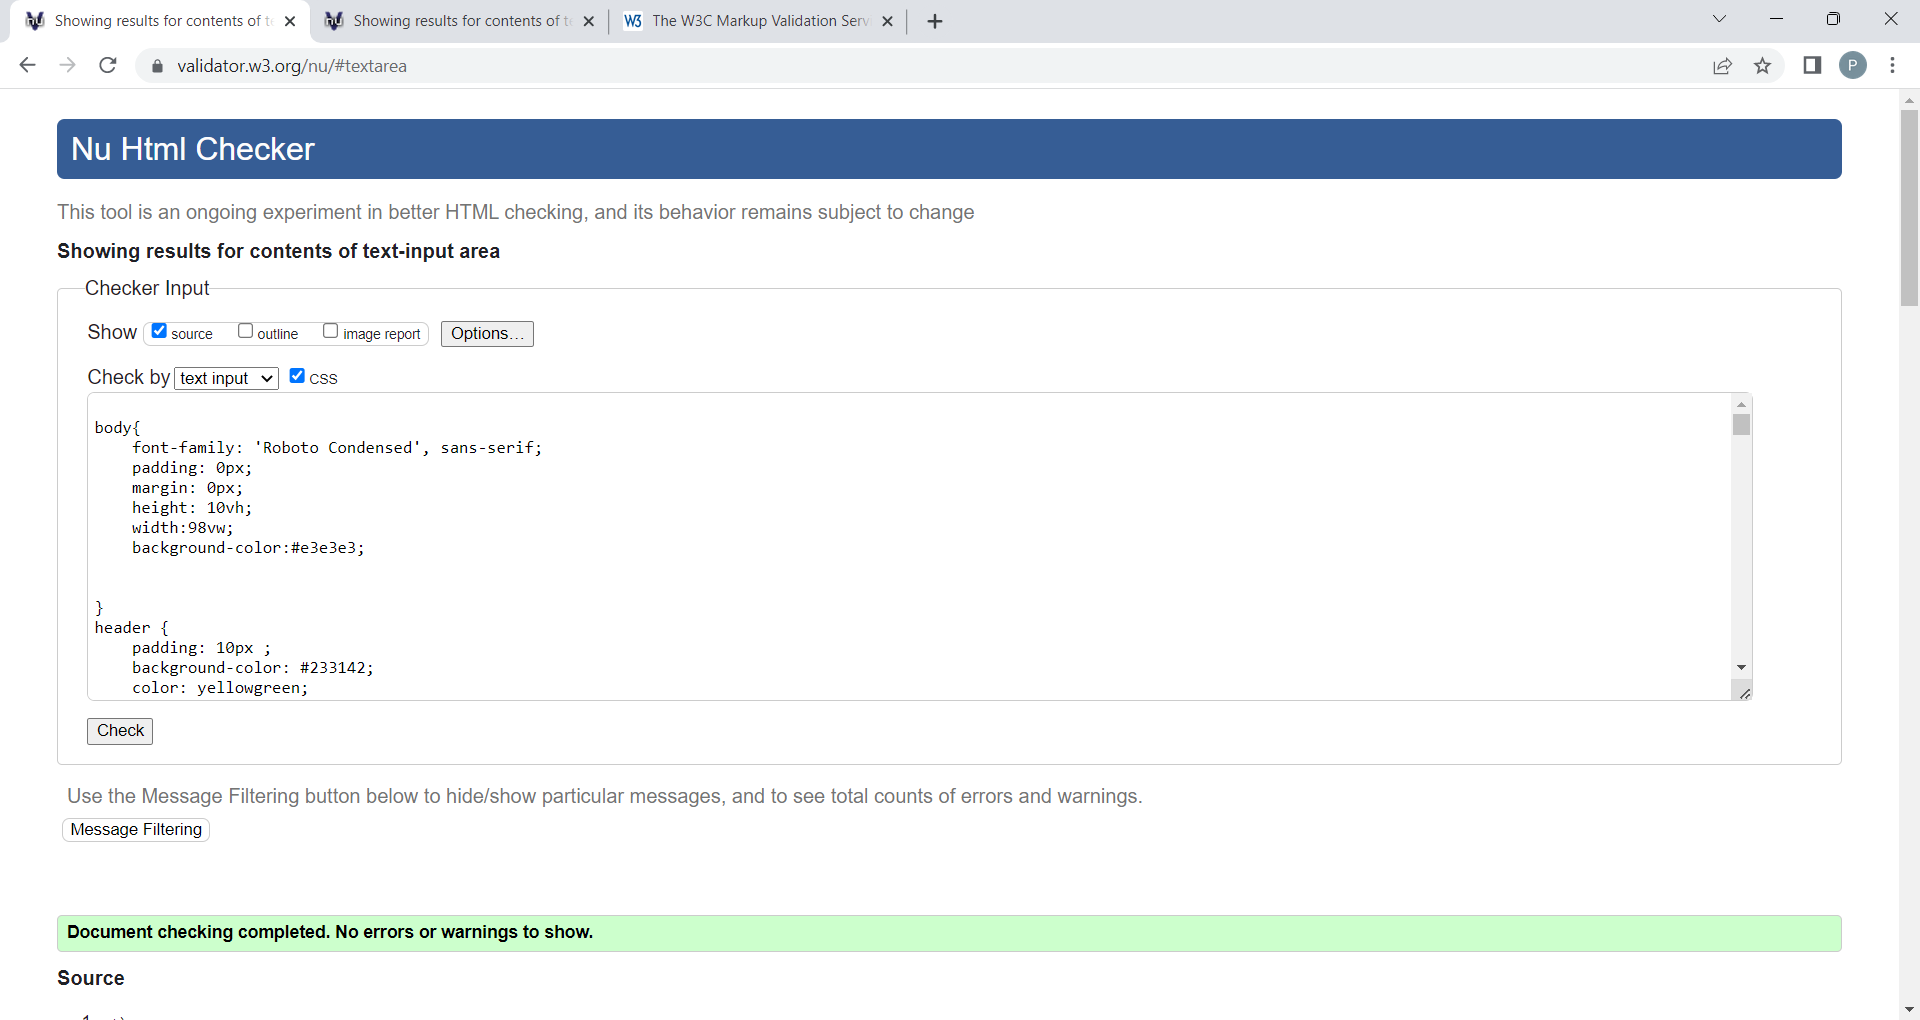 Showing results for contents of t
Showing results for contents of t
W3 The W3C Markup Validation Serv
validator.w3.org/nu/#textarea
P
Nu Html Checker
This tool is an ongoing experiment in better HTML checking, and its behavior remains subject to change
Showing results for contents of text-input area
Checker Input
Show source outline image report Options...
Check by text input CSS
body{
font-family: 'Roboto Condensed', sans-serif;
padding: 0px;
margin: 0px;
height: 10vh;
width:98vw;
background-color:#e3e3e3;
}
header {
padding: 10px ;
background-color: #233142;
color: yellowgreen;
Check
Use the Message Filtering button below to hide/show particular messages, and to see total counts of errors and warnings.
Message Filtering
Document checking completed. No errors or warnings to show.
Source